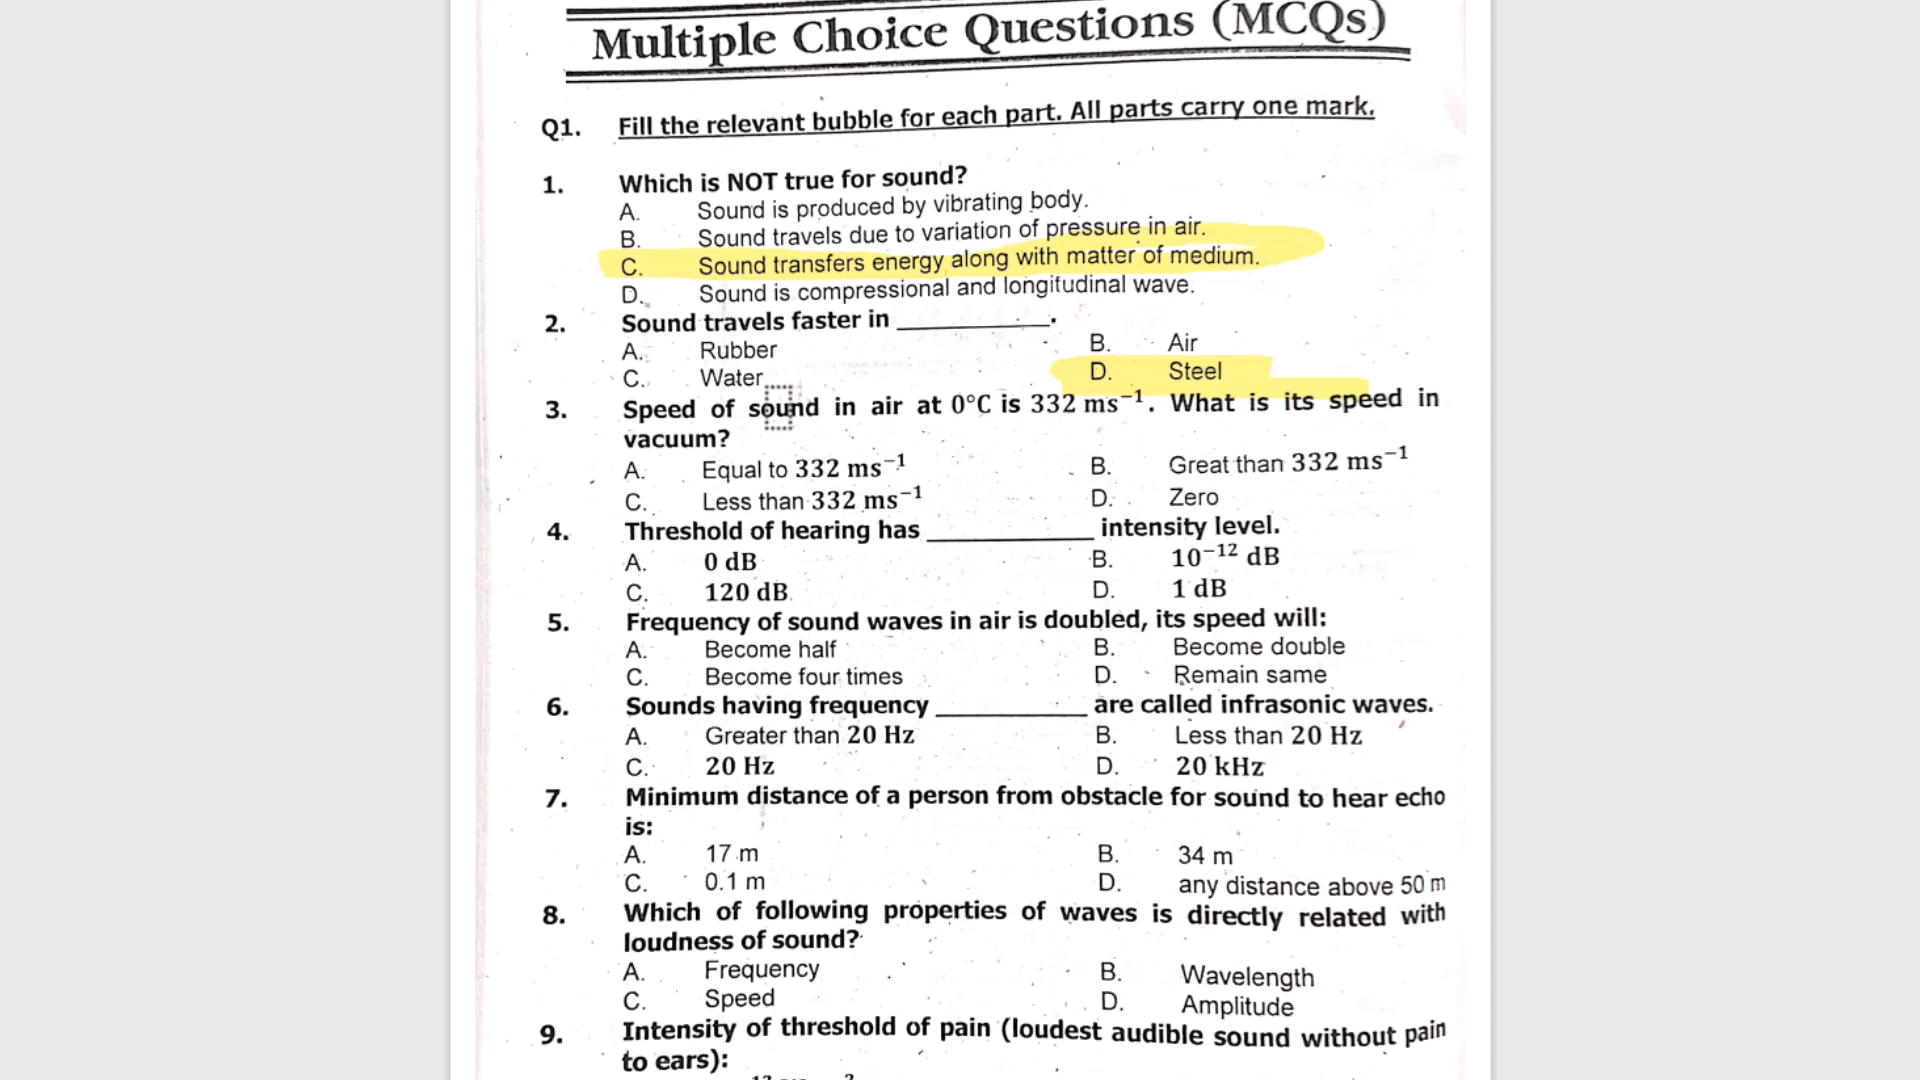 Multiple Choice Questions (MCQs)
Q1. Fill the relevant bubble for each part. All parts carry one mark.
1. Which is NOT true for sound?
A. Sound is produced by vibrating body.
B. Sound travels due to variation of pressure in air.
C. Sound transfers energy along with matter of medium.
D. Sound is compressional and longitudinal wave.
2. Sound travels faster in ____________.
A. Rubber B. Air
C. Water D. Steel
3. Speed of sound in air at 0°C is 332 ms⁻¹. What is its speed in
vacuum?
A. Equal to 332 ms⁻¹ B. Great than 332 ms⁻¹
C. Less than 332 ms⁻¹ D. Zero
4. Threshold of hearing has ____________ intensity level.
A. 0 dB B. 10⁻¹² dB
C. 120 dB D. 1 dB
5. Frequency of sound waves in air is doubled, its speed will:
A. Become half B. Become double
C. Become four times D. Remain same
6. Sounds having frequency ____________ are called infrasonic waves.
A. Greater than 20 Hz B. Less than 20 Hz
C. 20 Hz D. 20 kHz
7. Minimum distance of a person from obstacle for sound to hear echo
is:
A. 17 m B. 34 m
C. 0.1 m D. any distance above 50 m
8. Which of following properties of waves is directly related with
loudness of sound?
A. Frequency B. Wavelength
C. Speed D. Amplitude
9. Intensity of threshold of pain (loudest audible sound without pain
to ears):